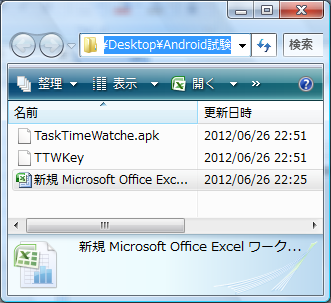 ¥Desktop¥Android試験
検索
整理 表示 開く »
名前 更新日時
TaskTimeWatche.apk 2012/06/26 22:51
TTWKey 2012/06/26 22:51
新規 Microsoft Office Exc... 2012/06/26 22:25
新規 Microsoft Office Excel ワーク...